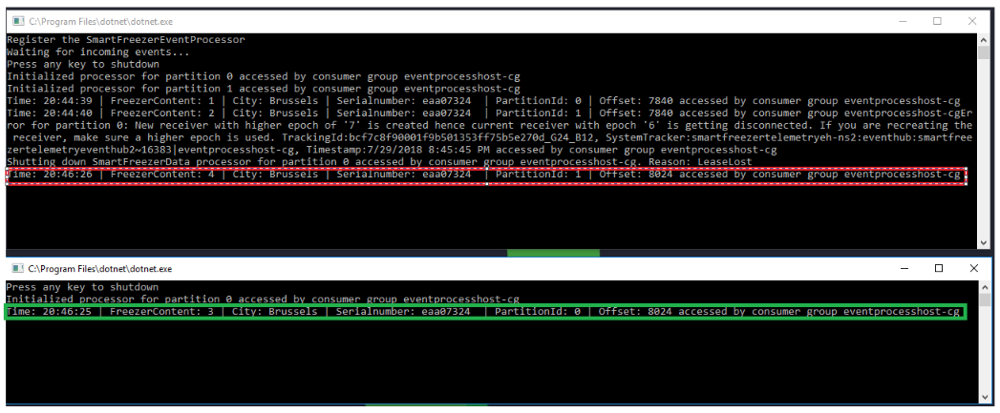 C:\Program Files\dotnet\dotnet.exe
Register the SmartFreezerEventProcessor
Waiting for incoming events...
Press any key to shutdown
Initialized processor for partition 0 accessed by consumer group eventprocesshost-cg
Initialized processor for partition 1 accessed by consumer group eventprocesshost-cg
Time: 20:44:39 | FreezerContent: 1 | City: Brussels | Serialnumber: eaa07324  | PartitionId: 0 | Offset: 7840 accessed by consumer group eventprocesshost-cg
Time: 20:44:40 | FreezerContent: 2 | City: Brussels | Serialnumber: eaa07324  | PartitionId: 1 | Offset: 7840 accessed by consumer group eventprocesshost-cgEr
ror for partition 0: New receiver with higher epoch of '7' is created hence current receiver with epoch '6' is getting disconnected. If you are recreating the
 receiver, make sure a higher epoch is used. TrackingId:bcf7c8f90001f9b501353ff75b5e270d_G24_B12, SystemTracker:smartfreezertelemetryeh-ns2:eventhub:smartfree
zertelemetryeventhub2~16383|eventprocesshost-cg, Timestamp:7/29/2018 8:45:45 PM accessed by consumer group eventprocesshost-cg
Shutting down SmartFreezerData processor for partition 0 accessed by consumer group eventprocesshost-cg. Reason: LeaseLost
Time: 20:46:26 | FreezerContent: 4 | City: Brussels | Serialnumber: eaa07324  | PartitionId: 1 | Offset: 8024 accessed by consumer group eventprocesshost-cg
C:\Program Files\dotnet\dotnet.exe
Press any key to shutdown
Initialized processor for partition 0 accessed by consumer group eventprocesshost-cg
Time: 20:46:25 | FreezerContent: 3 | City: Brussels | Serialnumber: eaa07324  | PartitionId: 0 | Offset: 8024 accessed by consumer group eventprocesshost-cg